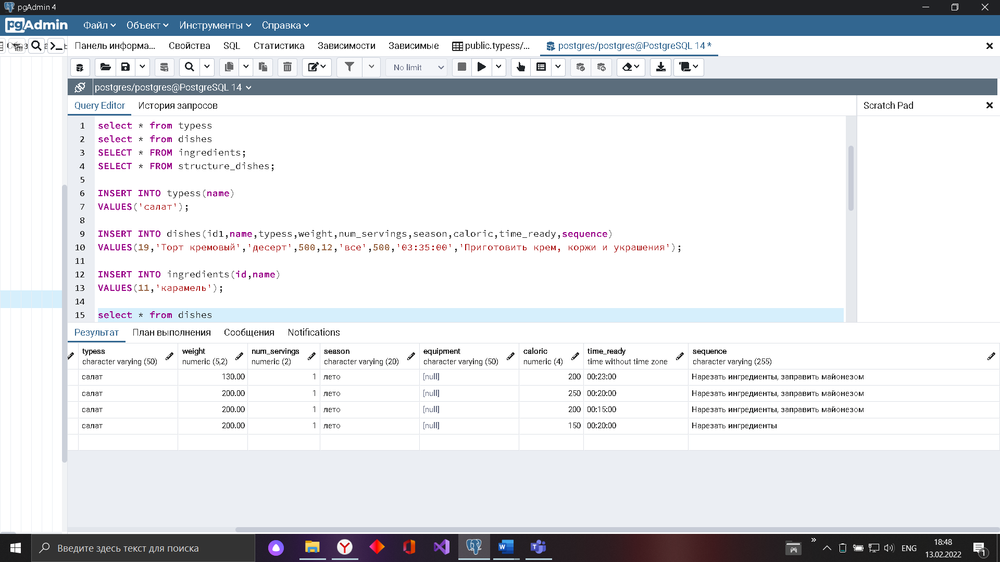 pgAdmin 4
pgAdmin Файл Объект Инструменты Справка
Панель информа... Свойства SQL Статистика Зависимости Зависимые public.typess/... postgres/postgres@PostgreSQL 14 *
No limit
postgres/postgres@PostgreSQL 14
Query Editor История запросов Scratch Pad
1 select * from typess
2 select * from dishes
3 SELECT * FROM ingredients;
4 SELECT * FROM structure_dishes;
5
6 INSERT INTO typess(name)
7 VALUES('салат');
8
9 INSERT INTO dishes(id1,name,typess,weight,num_servings,season,caloric,time_ready,sequence)
10 VALUES(19,'Торт кремовый','десерт',500,12,'все',500,'03:35:00','Приготовить крем, коржи и украшения');
11
12 INSERT INTO ingredients(id,name)
13 VALUES(11,'карамель');
14
15 select * from dishes
Результат План выполнения Сообщения Notifications
typess weight num_servings season equipment caloric time_ready sequence
character varying (50) numeric (5,2) numeric (2) character varying (20) character varying (50) numeric (4) time without time zone character varying (255)
салат 130.00 1 лето [null] 200 00:23:00 Нарезать ингредиенты, заправить майонезом
салат 200.00 1 лето [null] 250 00:20:00 Нарезать ингредиенты, заправить майонезом
салат 200.00 1 лето [null] 200 00:15:00 Нарезать ингредиенты, заправить майонезом
салат 200.00 1 лето [null] 150 00:20:00 Нарезать ингредиенты
Введите здесь текст для поиска
ENG
18:48
13.02.2022
1